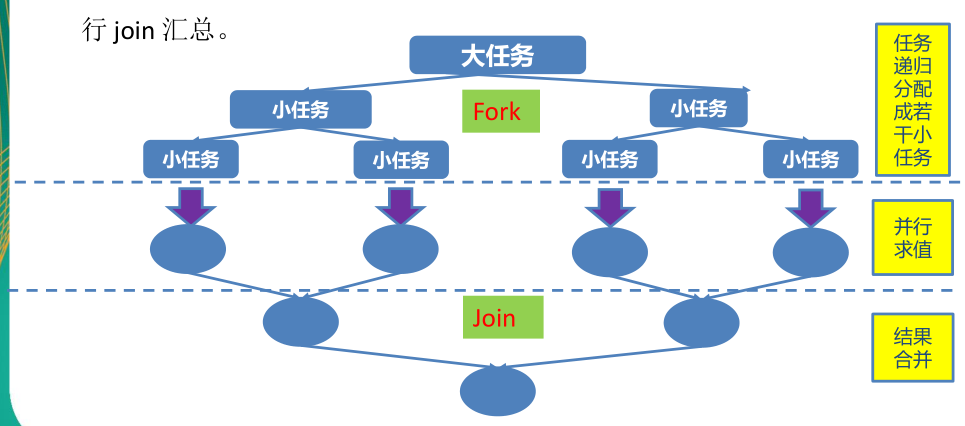 行 join 汇总。
大任务
小任务
Fork
小任务
小任务
小任务
小任务
小任务
任务
递归
分配
成若
干小
任务
并行
求值
Join
结果
合并